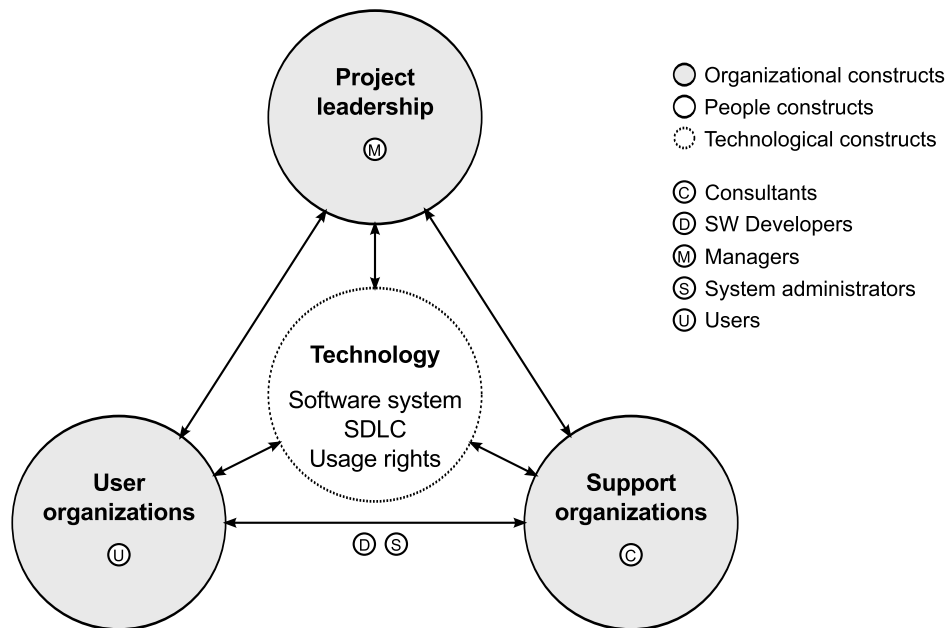 Project
leadership
M
Technology
Software system
SDLC
Usage rights
User
organizations
U
D S
Support
organizations
C
Organizational constructs
People constructs
Technological constructs
C Consultants
D SW Developers
M Managers
S System administrators
U Users